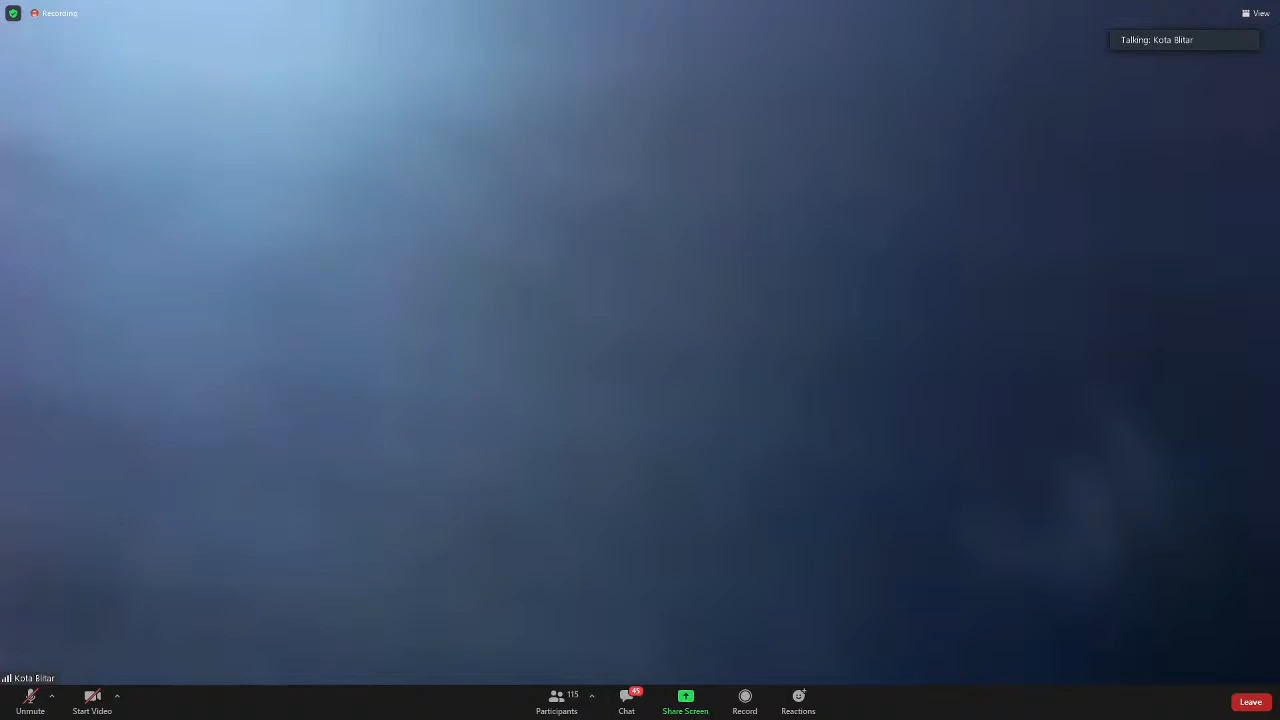 Recording
View
Talking: Kota Blitar
Kota Blitar
Unmute
Start Video
Participants
115
Chat
45
Share Screen
Record
Reactions
Leave